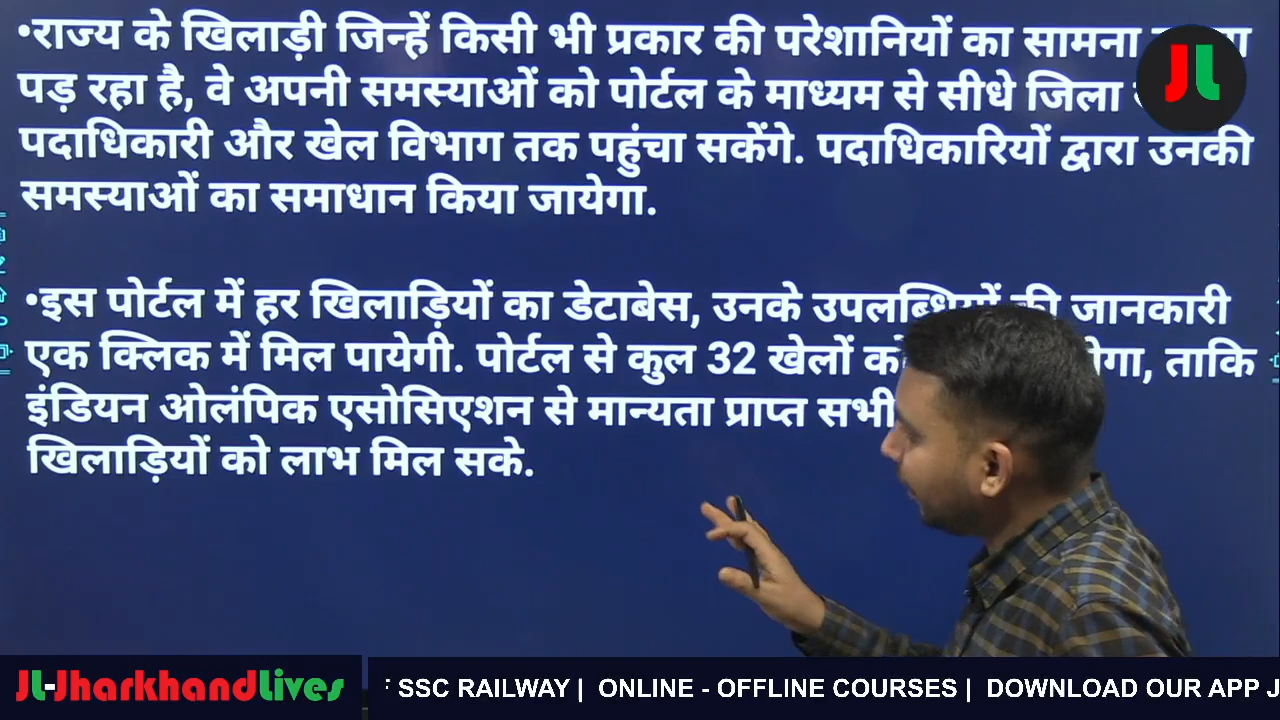 •राज्य के खिलाड़ी जिन्हें किसी भी प्रकार की परेशानियों का सामना
पड़ रहा है, वे अपनी समस्याओं को पोर्टल के माध्यम से सीधे जिला
पदाधिकारी और खेल विभाग तक पहुंचा सकेंगे. पदाधिकारियों द्वारा उनकी
समस्याओं का समाधान किया जायेगा.
•इस पोर्टल में हर खिलाड़ियों का डेटाबेस, उनके उपलब्धियों की जानकारी
एक क्लिक में मिल पायेगी. पोर्टल से कुल 32 खेलों ताकि
इंडियन ओलंपिक एसोसिएशन से मान्यता प्राप्त सभी
खिलाड़ियों को लाभ मिल सके.
JL
JL-JharkhandLives
SSC RAILWAY | ONLINE - OFFLINE COURSES | DOWNLOAD OUR APP J